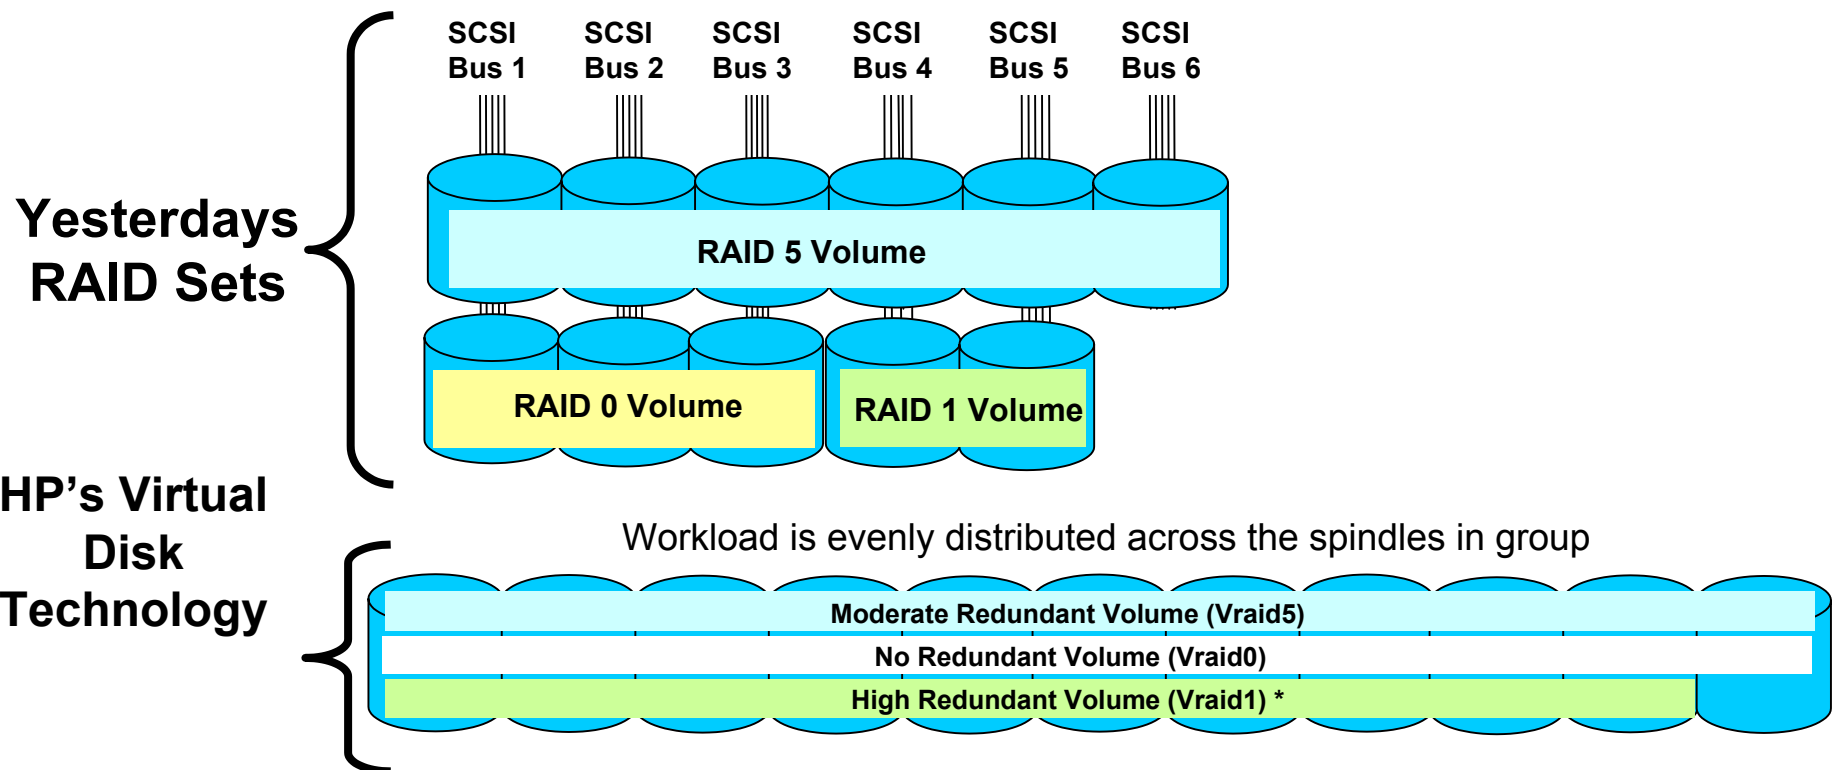 SCSI
Bus 1
SCSI
Bus 2
SCSI
Bus 3
SCSI
Bus 4
SCSI
Bus 5
SCSI
Bus 6
Yesterdays
RAID Sets
RAID 5 Volume
RAID 0 Volume
RAID 1 Volume
HP’s Virtual
Disk
Technology
Workload is evenly distributed across the spindles in group
Moderate Redundant Volume (Vraid5)
No Redundant Volume (Vraid0)
High Redundant Volume (Vraid1) *